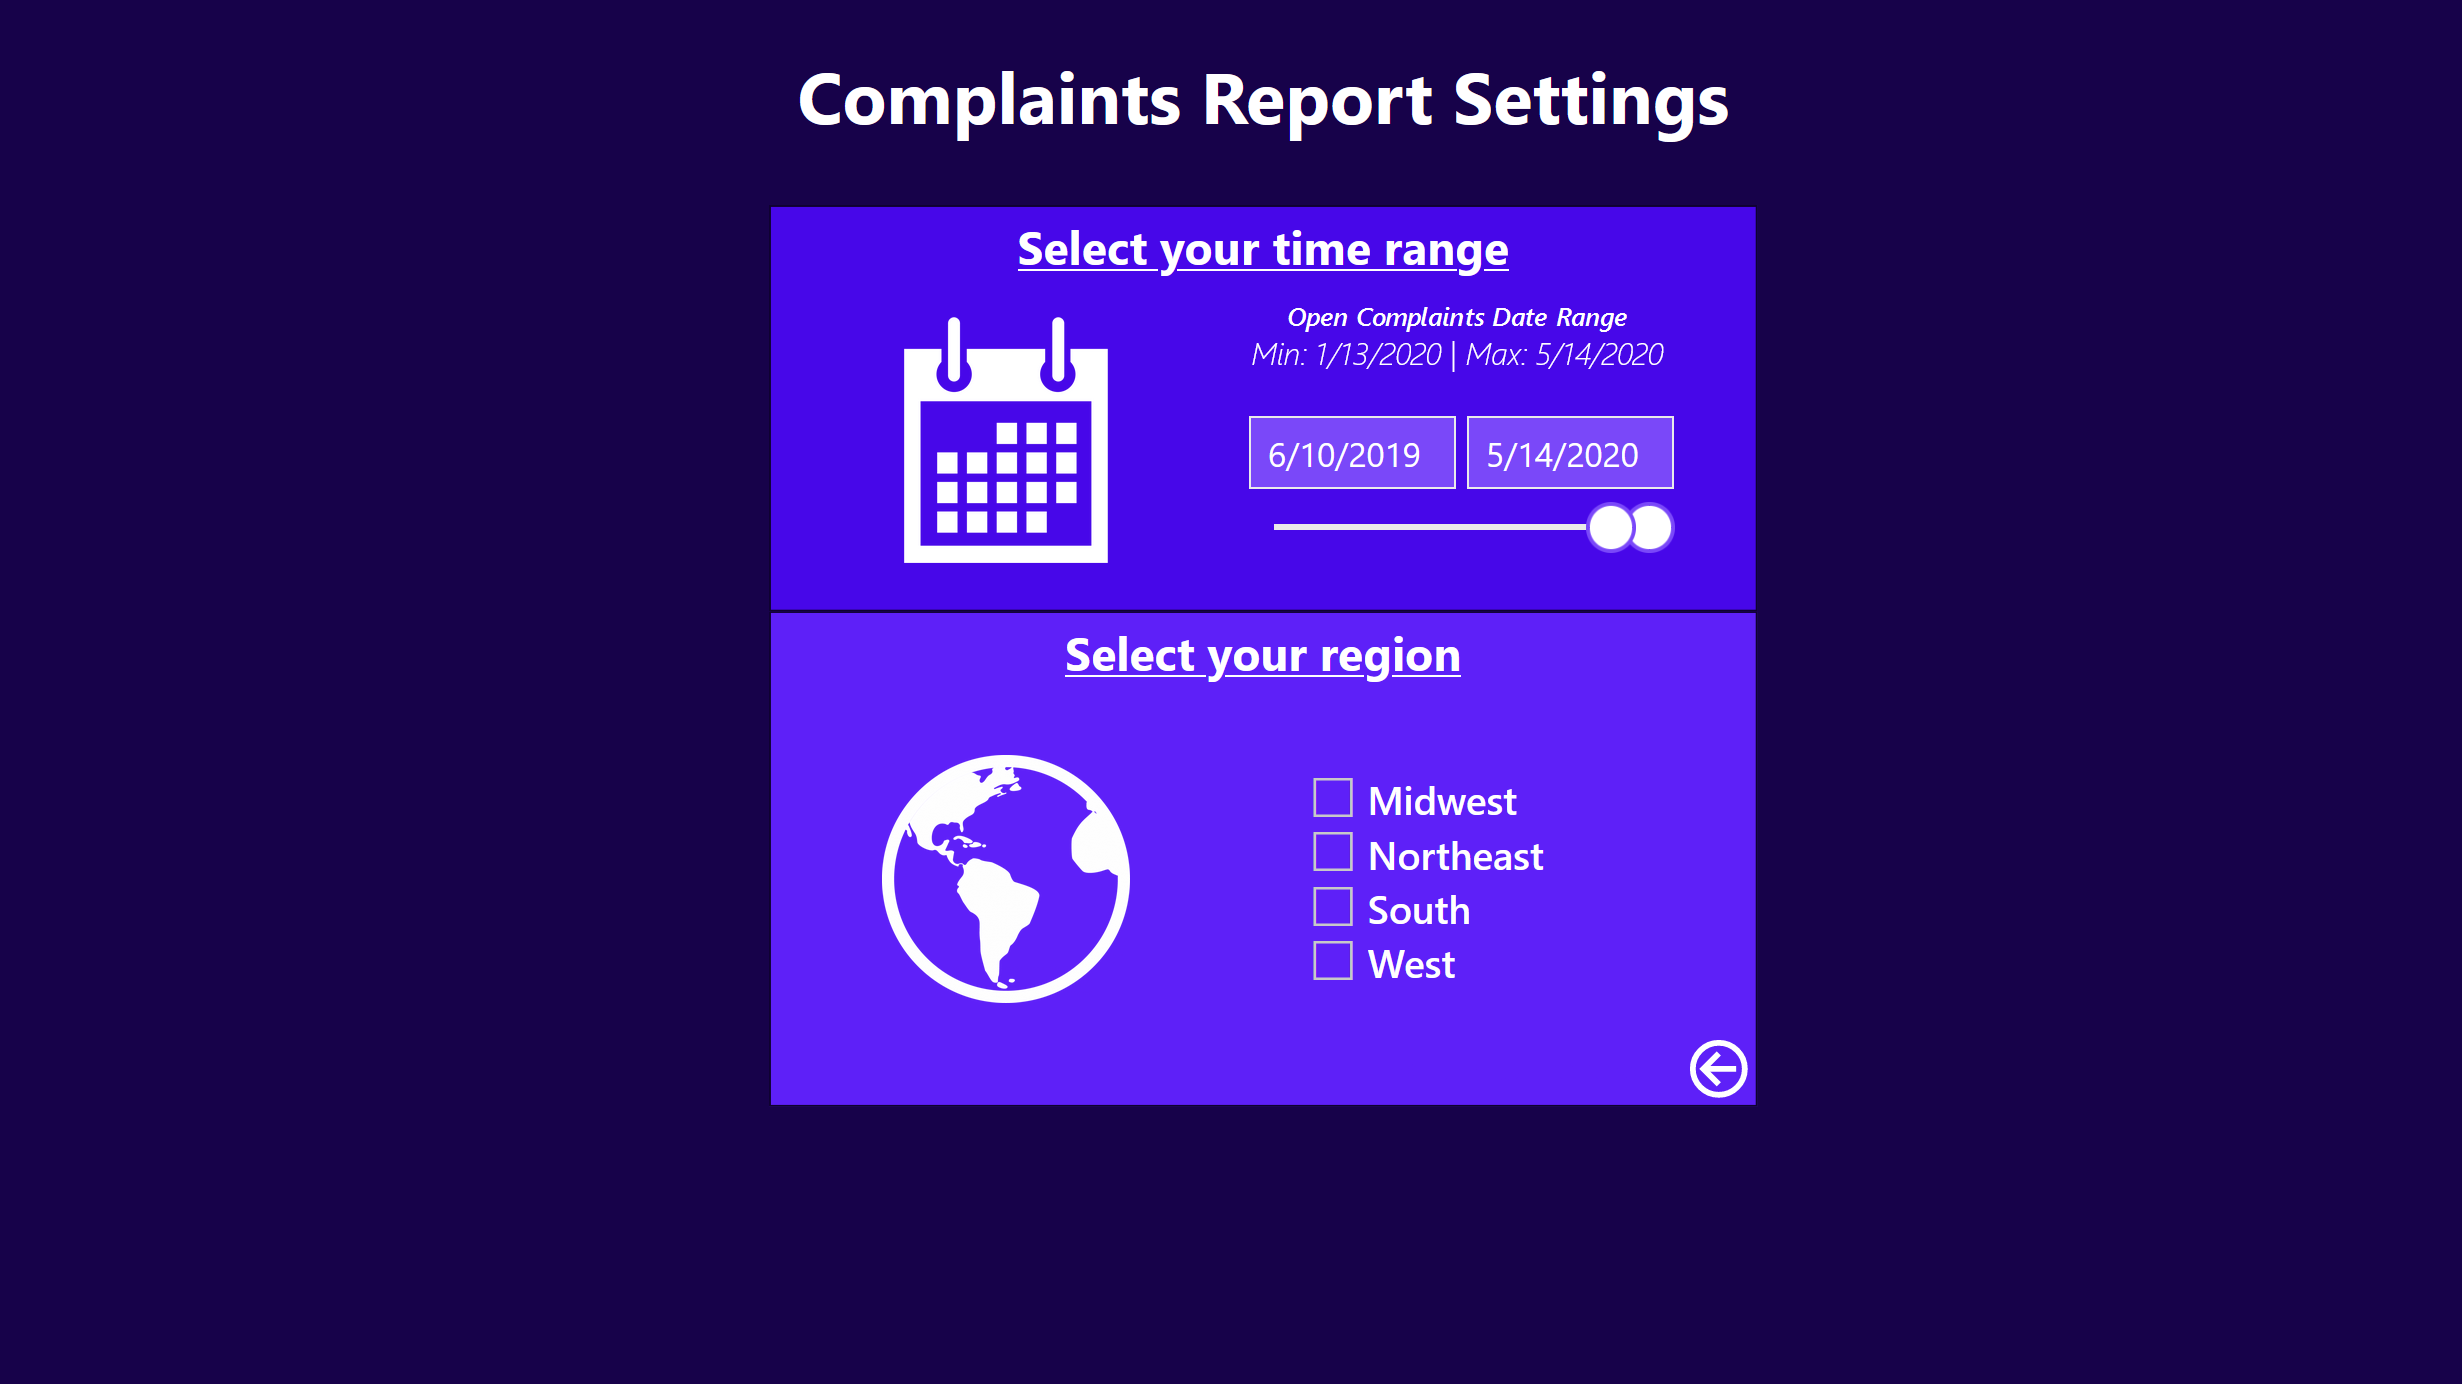 Complaints Report Settings
Select your time range
Open Complaints Date Range
Min: 1/13/2020 | Max: 5/14/2020
6/10/2019 5/14/2020
Select your region
Midwest
Northeast
South
West